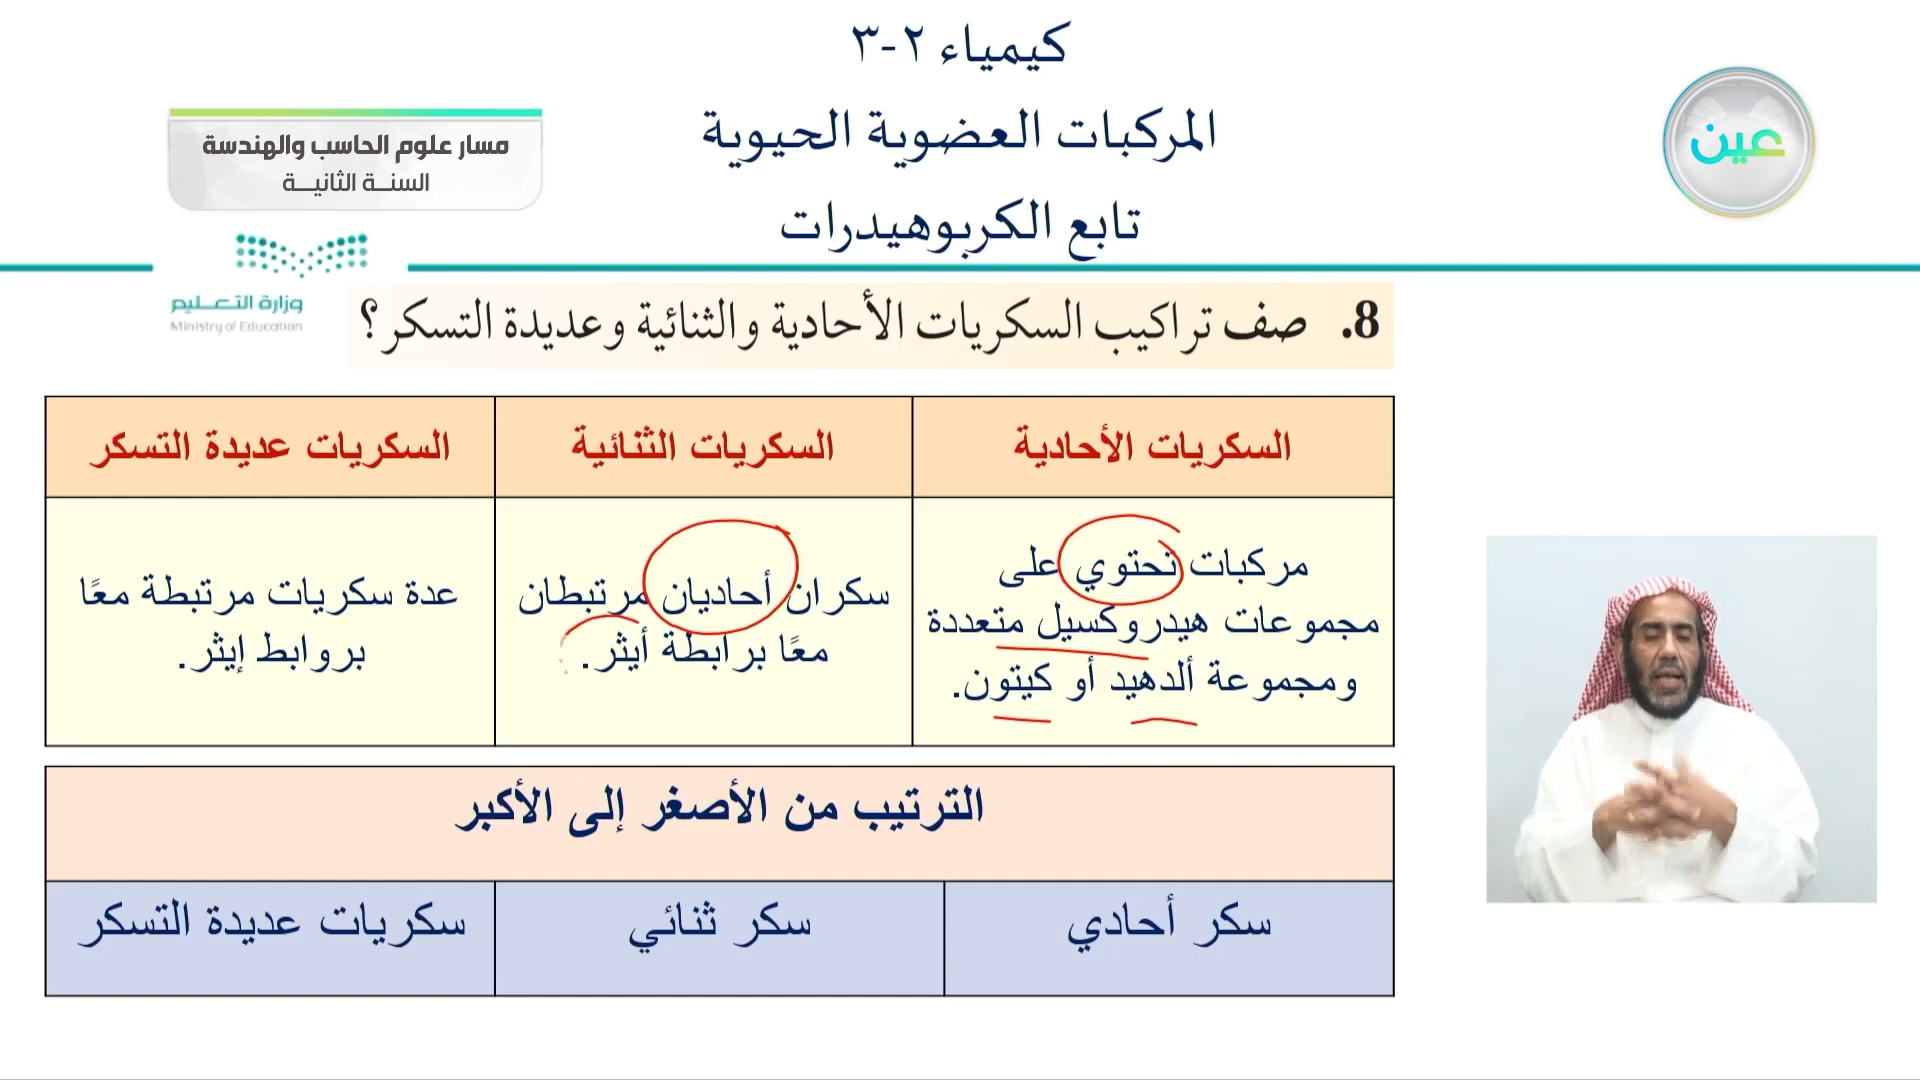 كيمياء ٢-٣
المركبات العضوية الحيوية
تابع الكربوهيدرات
عين
مسار علوم الحاسب والهندسة
السنة الثانية
وزارة التعليم
Ministry of Education
8. صف تراكيب السكريات الأحادية والثنائية وعديدة التسكر؟
السكريات الأحادية
السكريات الثنائية
السكريات عديدة التسكر
مركبات تحتوي على
مجموعات هيدروكسيل متعددة
ومجموعة ألدهيد أو كيتون.
سكران أحاديان مرتبطان
معًا برابطة أيثر.
عدة سكريات مرتبطة معًا
بروابط إيثر.
الترتيب من الأصغر إلى الأكبر
سكر أحادي
سكر ثنائي
سكريات عديدة التسكر